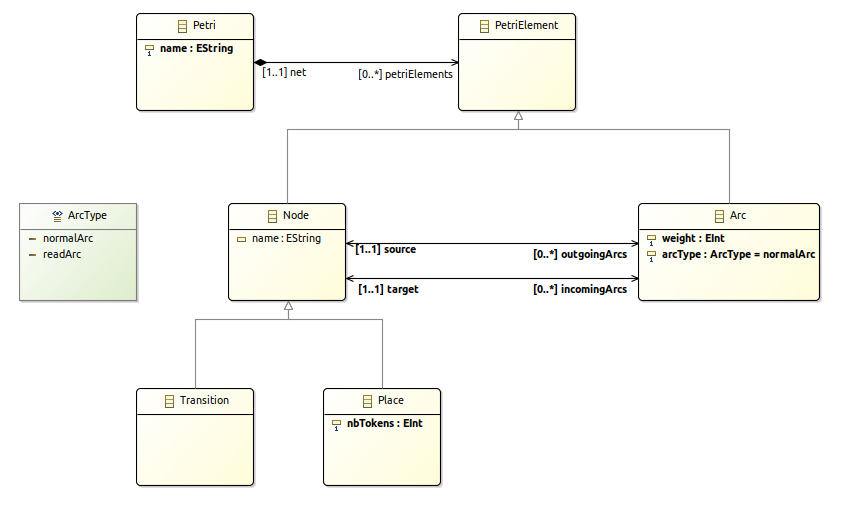 Petri
name : EString
PetriElement
[1..1] net
[0..*] petriElements
ArcType
normalArc
readArc
Node
name : EString
Arc
weight : EInt
arcType : ArcType = normalArc
[1..1] source
[0..*] outgoingArcs
[1..1] target
[0..*] incomingArcs
Transition
Place
nbTokens : EInt